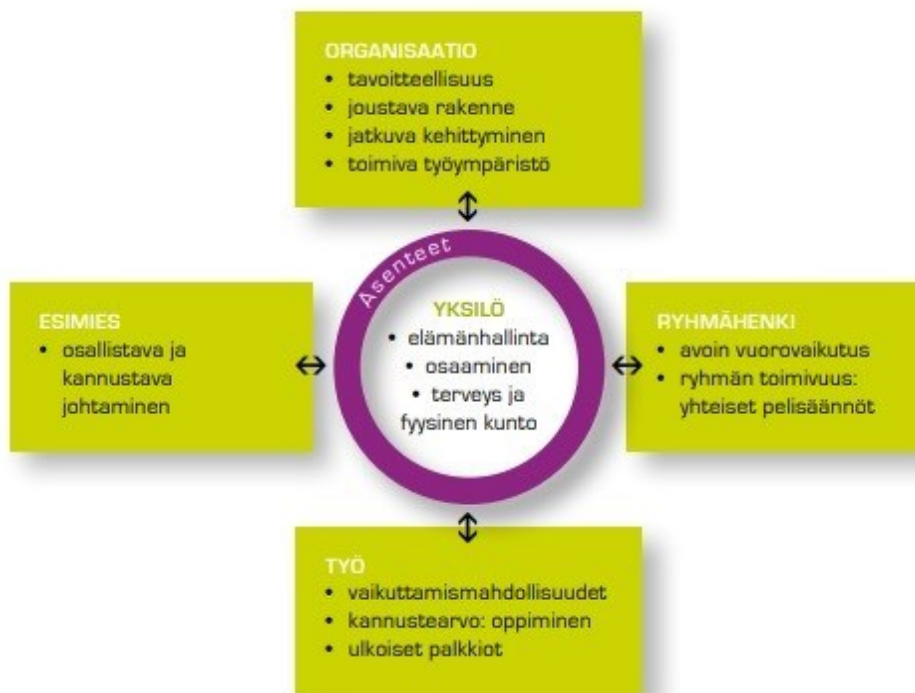 ORGANISAATIO
• tavoitteellisuus
• joustava rakenne
• jatkuva kehittyminen
• toimiva työympäristö
Asenteet
ESIMIES
• osallistava ja
kannustava
johtaminen
YKSILÖ
• elämänhallinta
• osaaminen
• terveys ja
fyysinen kunto
RYHMÄHENKI
• avoin vuorovaikutus
• ryhmän toimivuus:
yhteiset pelisäännöt
TYÖ
• vaikuttamismahdollisuudet
• kannustearvo: oppiminen
• ulkoiset palkkiot